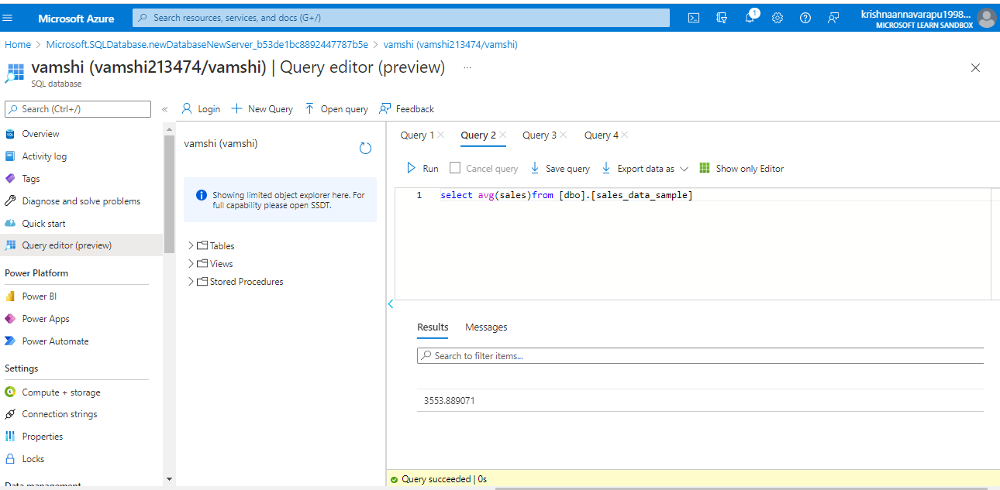 Microsoft Azure
Search resources, services, and docs (G+/)
1
krishnaannavarapu1998...
MICROSOFT LEARN SANDBOX
Home > Microsoft.SQLDatabase.newDatabaseNewServer_b53de1bc8892447787b5e > vamshi (vamshi213474/vamshi)
vamshi (vamshi213474/vamshi) | Query editor (preview) ...
SQL database
Search (Ctrl+/)
«
Overview
Activity log
Tags
Diagnose and solve problems
Quick start
Query editor (preview)
Power Platform
Power BI
Power Apps
Power Automate
Settings
Compute + storage
Connection strings
Properties
Locks
Data management
Login
New Query
Open query
Feedback
vamshi (vamshi)
Showing limited object explorer here. For
full capability please open SSDT.
Tables
Views
Stored Procedures
Query 1
Query 2
Query 3
Query 4
Run
Cancel query
Save query
Export data as
Show only Editor
1 select avg(sales)from [dbo].[sales_data_sample]
Results
Messages
Search to filter items...
3553.889071
Query succeeded | 0s